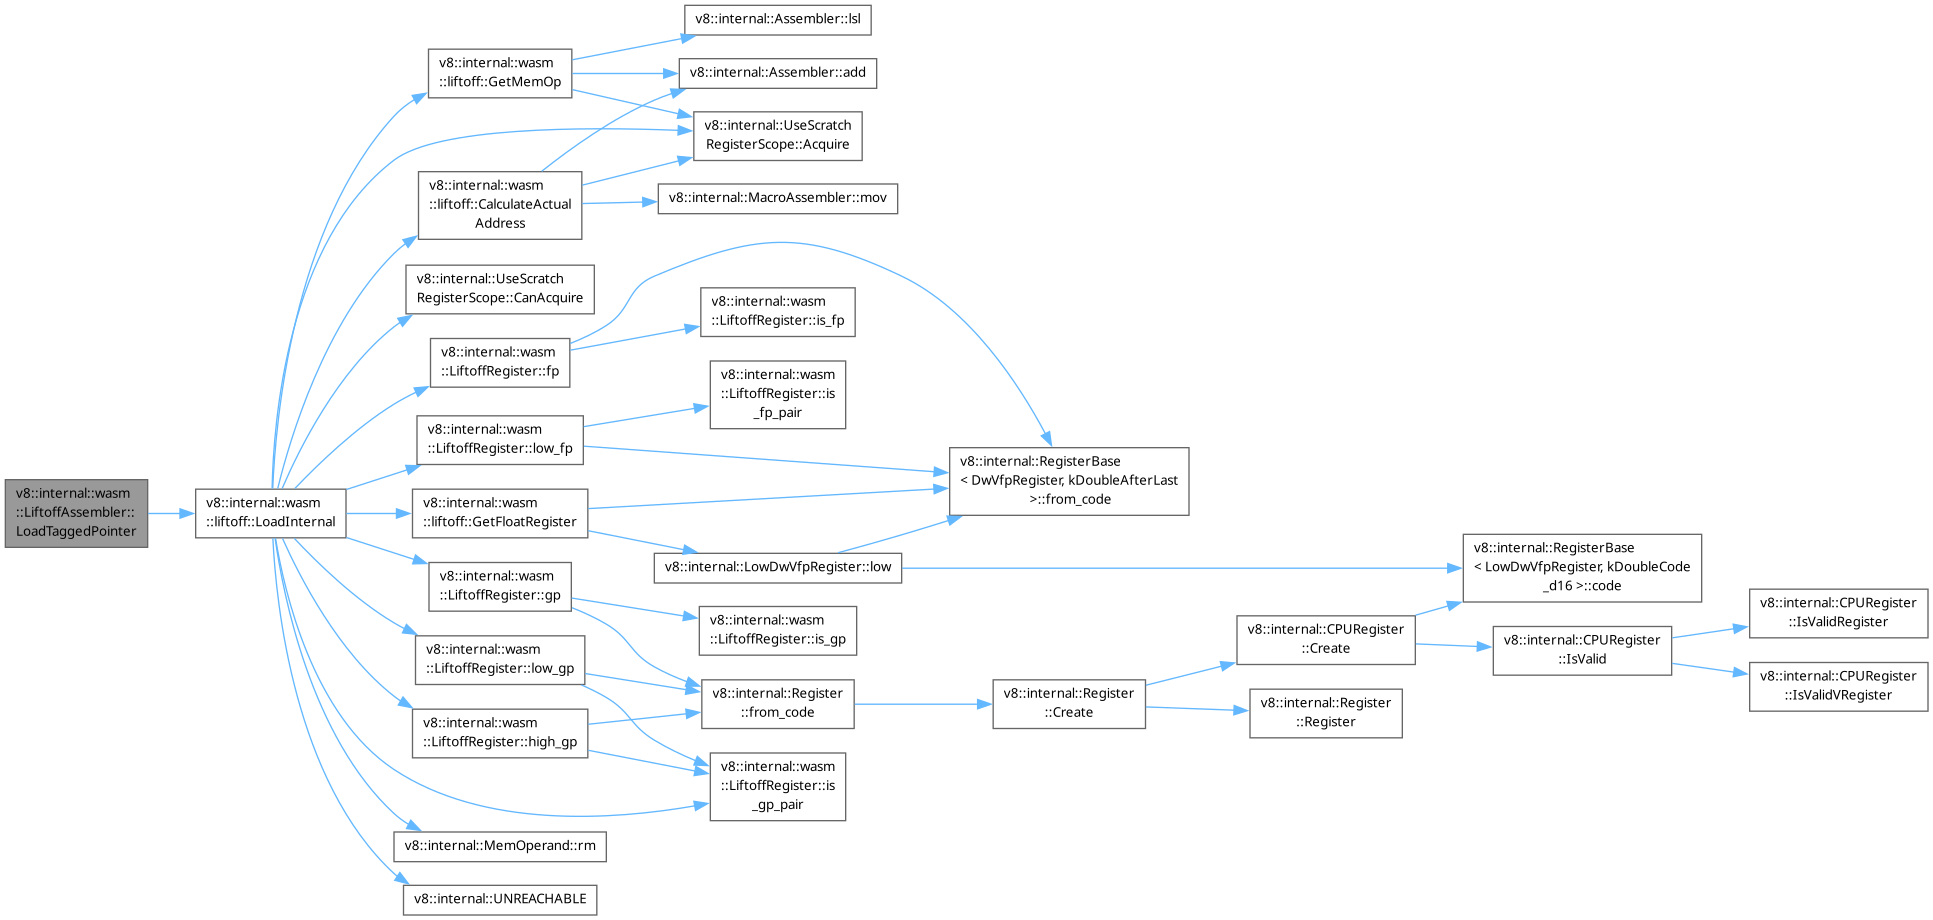 v8::internal::wasm
::LiftoffAssembler::
LoadTaggedPointer
v8::internal::wasm
::liftoff::LoadInternal
v8::internal::wasm
::liftoff::GetMemOp
v8::internal::Assembler::lsl
v8::internal::Assembler::add
v8::internal::UseScratch
RegisterScope::Acquire
v8::internal::wasm
::liftoff::CalculateActual
Address
v8::internal::MacroAssembler::mov
v8::internal::UseScratch
RegisterScope::CanAcquire
v8::internal::wasm
::LiftoffRegister::fp
v8::internal::wasm
::LiftoffRegister::is_fp
v8::internal::wasm
::LiftoffRegister::low_fp
v8::internal::wasm
::LiftoffRegister::is
_fp_pair
v8::internal::RegisterBase
< DwVfpRegister, kDoubleAfterLast
>::from_code
v8::internal::wasm
::liftoff::GetFloatRegister
v8::internal::LowDwVfpRegister::low
v8::internal::RegisterBase
< LowDwVfpRegister, kDoubleCode
_d16 >::code
v8::internal::wasm
::LiftoffRegister::gp
v8::internal::wasm
::LiftoffRegister::is_gp
v8::internal::wasm
::LiftoffRegister::low_gp
v8::internal::Register
::from_code
v8::internal::Register
::Create
v8::internal::CPURegister
::Create
v8::internal::CPURegister
::IsValid
v8::internal::CPURegister
::IsValidRegister
v8::internal::CPURegister
::IsValidVRegister
v8::internal::Register
::Register
v8::internal::wasm
::LiftoffRegister::high_gp
v8::internal::wasm
::LiftoffRegister::is
_gp_pair
v8::internal::MemOperand::rm
v8::internal::UNREACHABLE